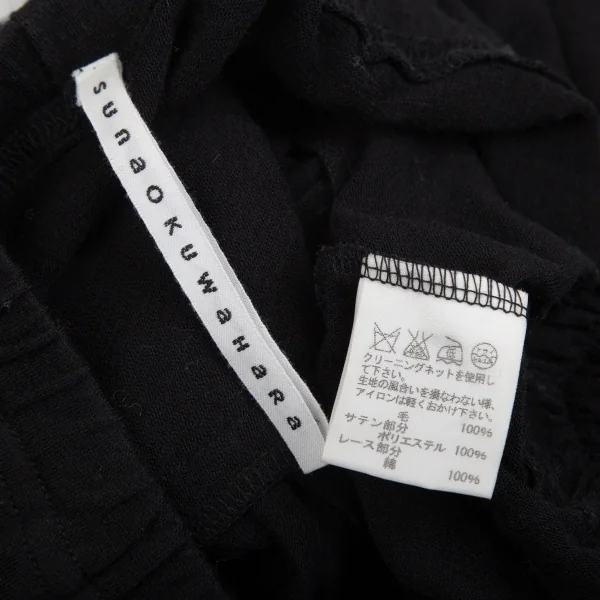 sunaokuwahara
クリーニングネットを使用し
て下さい。
生地の風合いを損なわない様、
アイロンは軽くおかけ下さい。
毛 100%
サテン部分
ポリエステル 100%
レース部分
綿 100%